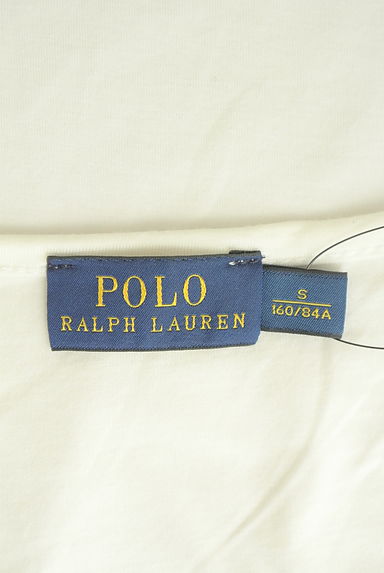 POLO
RALPH LAUREN
S
160/84A